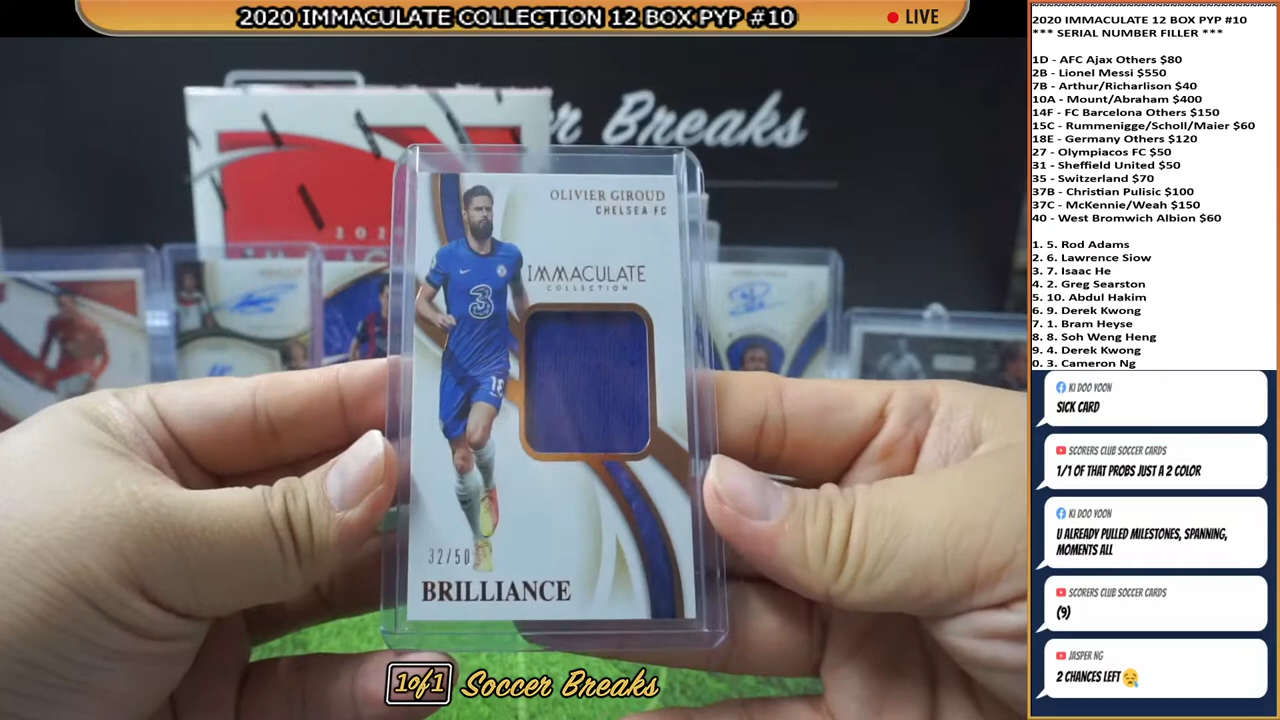 2020 IMMACULATE COLLECTION 12 BOX PYP #10
LIVE
r Breaks
202
OLIVIER GIROUD
CHELSEA FC
IMMACULATE
COLLECTION
3
18
32/50
BRILLIANCE
1of1 Soccer Breaks
2020 IMMACULATE 12 BOX PYP #10
*** SERIAL NUMBER FILLER ***
1D - AFC Ajax Others $80
2B - Lionel Messi $550
7B - Arthur/Richarlison $40
10A - Mount/Abraham $400
14F - FC Barcelona Others $150
15C - Rummenigge/Scholl/Maier $60
18E - Germany Others $120
27 - Olympiacos FC $50
31 - Sheffield United $50
35 - Switzerland $70
37B - Christian Pulisic $100
37C - McKennie/Weah $150
40 - West Bromwich Albion $60
1. 5. Rod Adams
2. 6. Lawrence Siow
3. 7. Isaac He
4. 2. Greg Searston
5. 10. Abdul Hakim
6. 9. Derek Kwong
7. 1. Bram Heyse
8. 8. Soh Weng Heng
9. 4. Derek Kwong
0. 3. Cameron Ng
KI DOO YOON
SICK CARD
SCORERS CLUB SOCCER CARDS
1/1 OF THAT PROBS JUST A 2 COLOR
KI DOO YOON
U ALREADY PULLED MILESTONES, SPANNING,
MOMENTS ALL
SCORERS CLUB SOCCER CARDS
(9)
JASPER NG
2 CHANCES LEFT😥